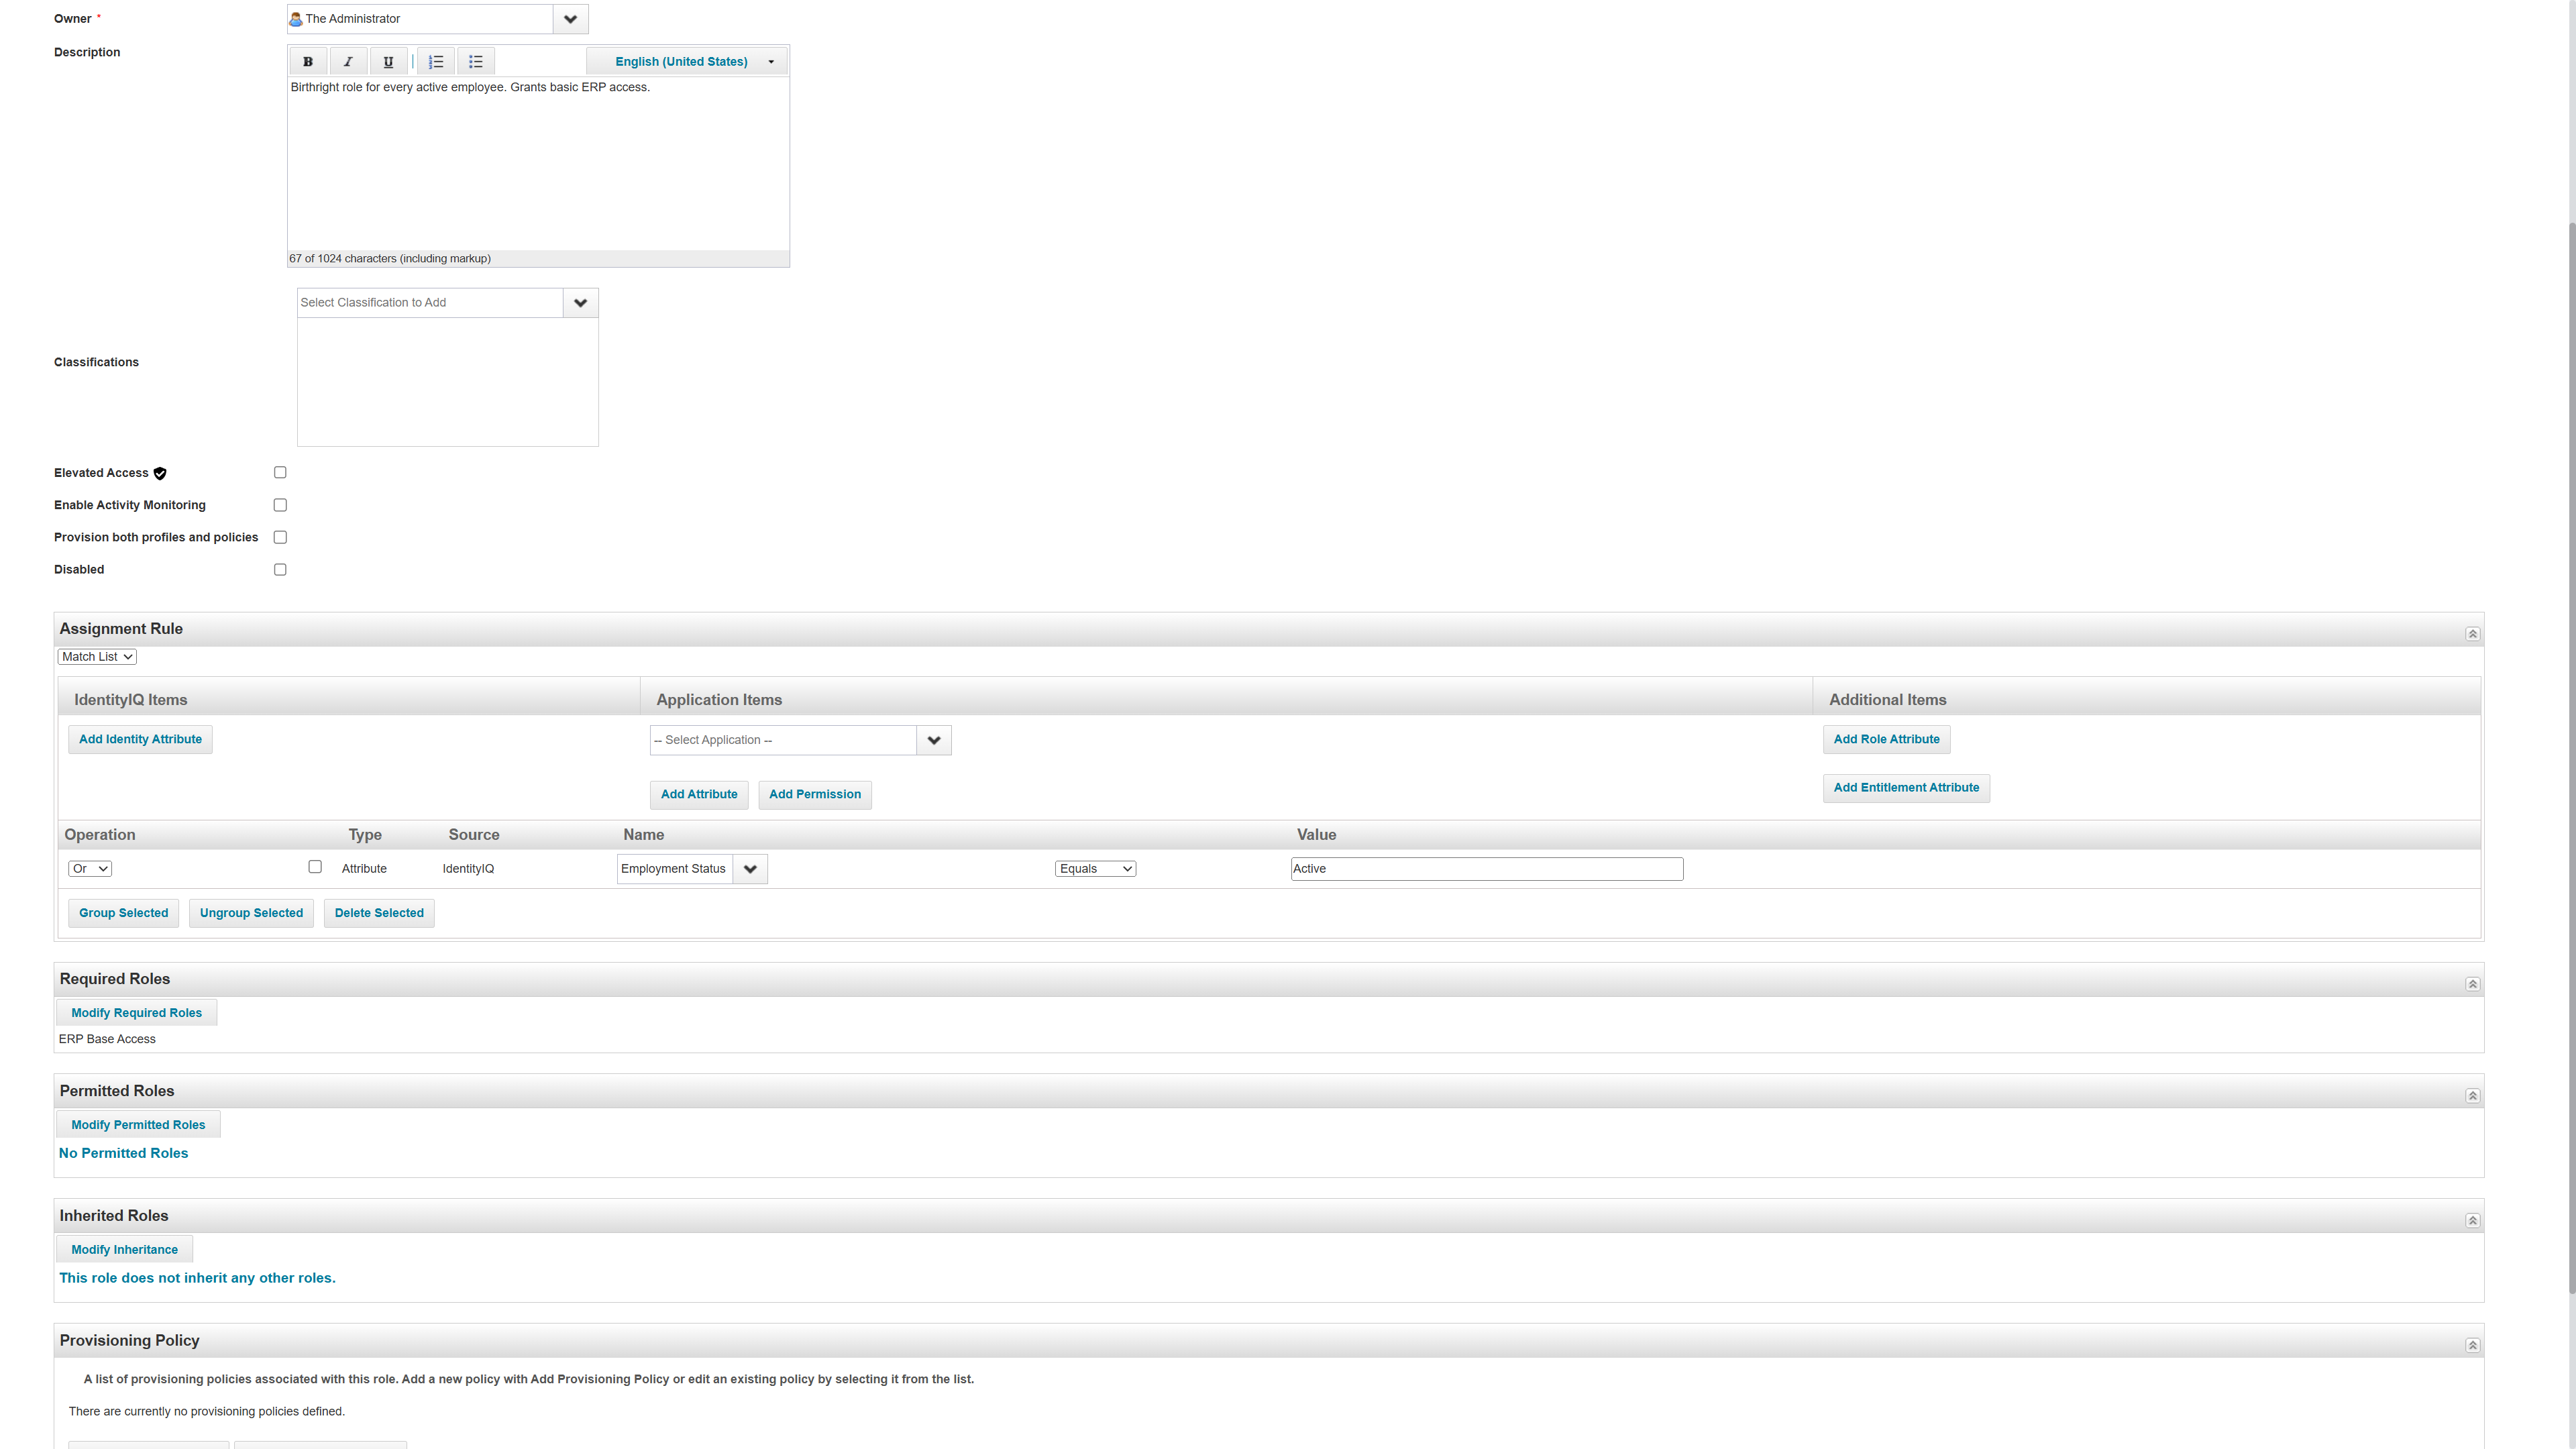 Owner *
The Administrator
Description
B I U English (United States)
Birthright role for every active employee. Grants basic ERP access.
67 of 1024 characters (including markup)
Select Classification to Add
Classifications
Elevated Access
Enable Activity Monitoring
Provision both profiles and policies
Disabled
Assignment Rule
Match List
IdentityIQ Items Application Items Additional Items
Add Identity Attribute -- Select Application -- Add Role Attribute
Add Attribute Add Permission Add Entitlement Attribute
Operation Type Source Name Value
Or Attribute IdentityIQ Employment Status Equals Active
Group Selected Ungroup Selected Delete Selected
Required Roles
Modify Required Roles
ERP Base Access
Permitted Roles
Modify Permitted Roles
No Permitted Roles
Inherited Roles
Modify Inheritance
This role does not inherit any other roles.
Provisioning Policy
A list of provisioning policies associated with this role. Add a new policy with Add Provisioning Policy or edit an existing policy by selecting it from the list.
There are currently no provisioning policies defined.